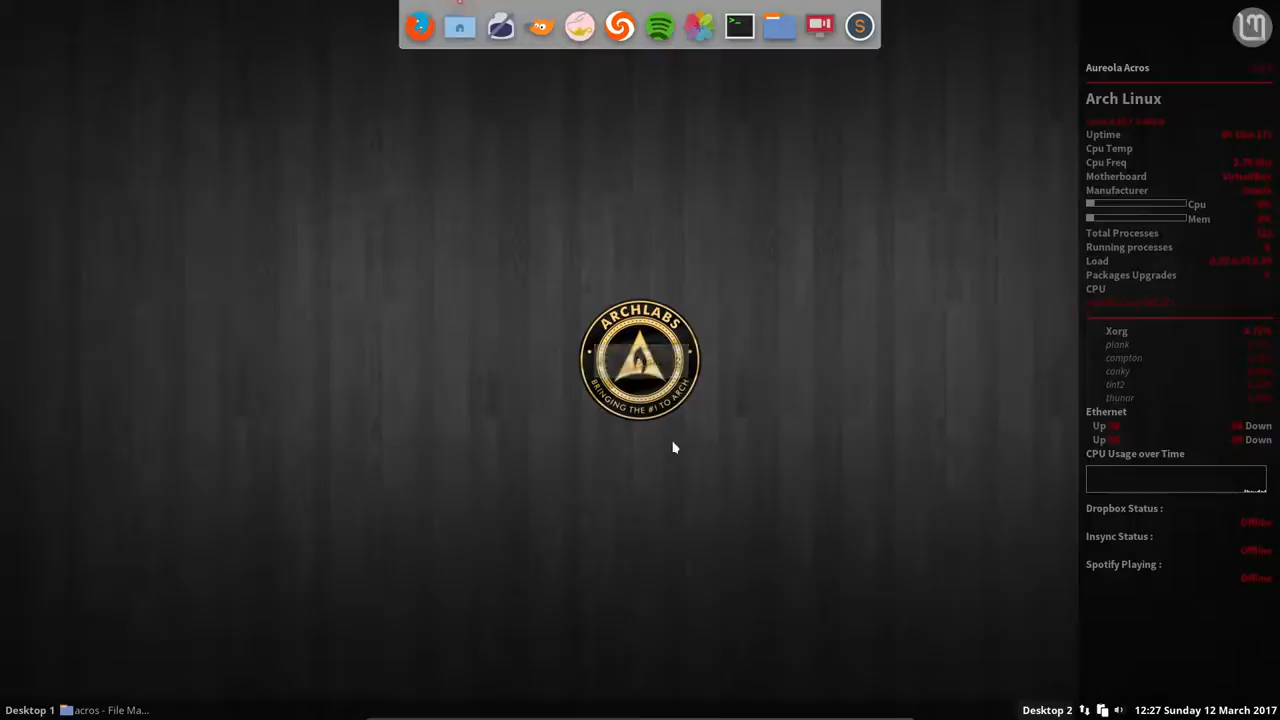 Aureola Acros
Arch Linux
Uptime
Cpu Temp
Cpu Freq
Motherboard VirtualBox
Manufacturer Oracle
Cpu
Mem
Total Processes
Running processes
Load
Packages Upgrades
CPU
Xorg
plank
compton
conky
tint2
thunar
Ethernet
Up Down
Up Down
CPU Usage over Time
Dropbox Status :
Offline
Insync Status :
Offline
Spotify Playing :
Offline
ARCHLABS
BRINGING THE #1 TO ARCH
Desktop 1 acros - File Ma... Desktop 2 12:27 Sunday 12 March 2017